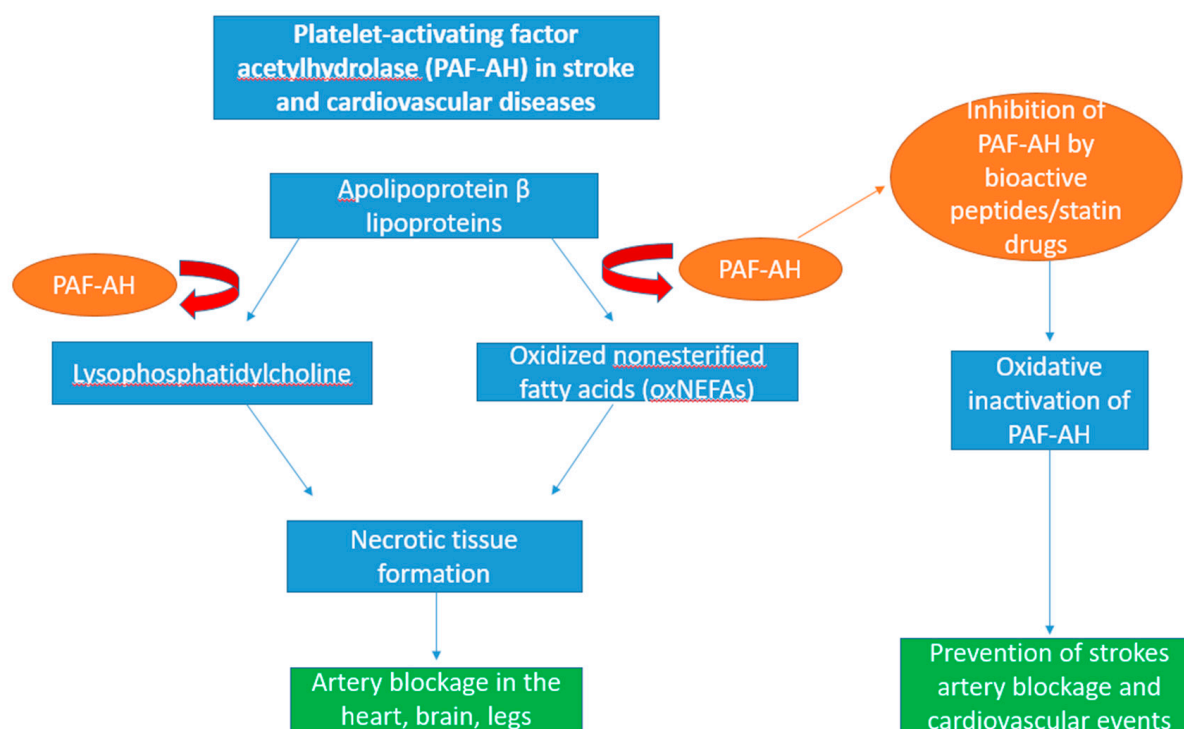 Platelet-activating factor
acetylhydrolase (PAF-AH) in stroke
and cardiovascular diseases
Apolipoprotein β
lipoproteins
PAF-AH
PAF-AH
Inhibition of
PAF-AH by
bioactive
peptides/statin
drugs
Lysophosphatidylcholine
Oxidized nonesterified
fatty acids (oxNEFAs)
Oxidative
inactivation of
PAF-AH
Necrotic tissue
formation
Artery blockage in the
heart, brain, legs
Prevention of strokes
artery blockage and
cardiovascular events